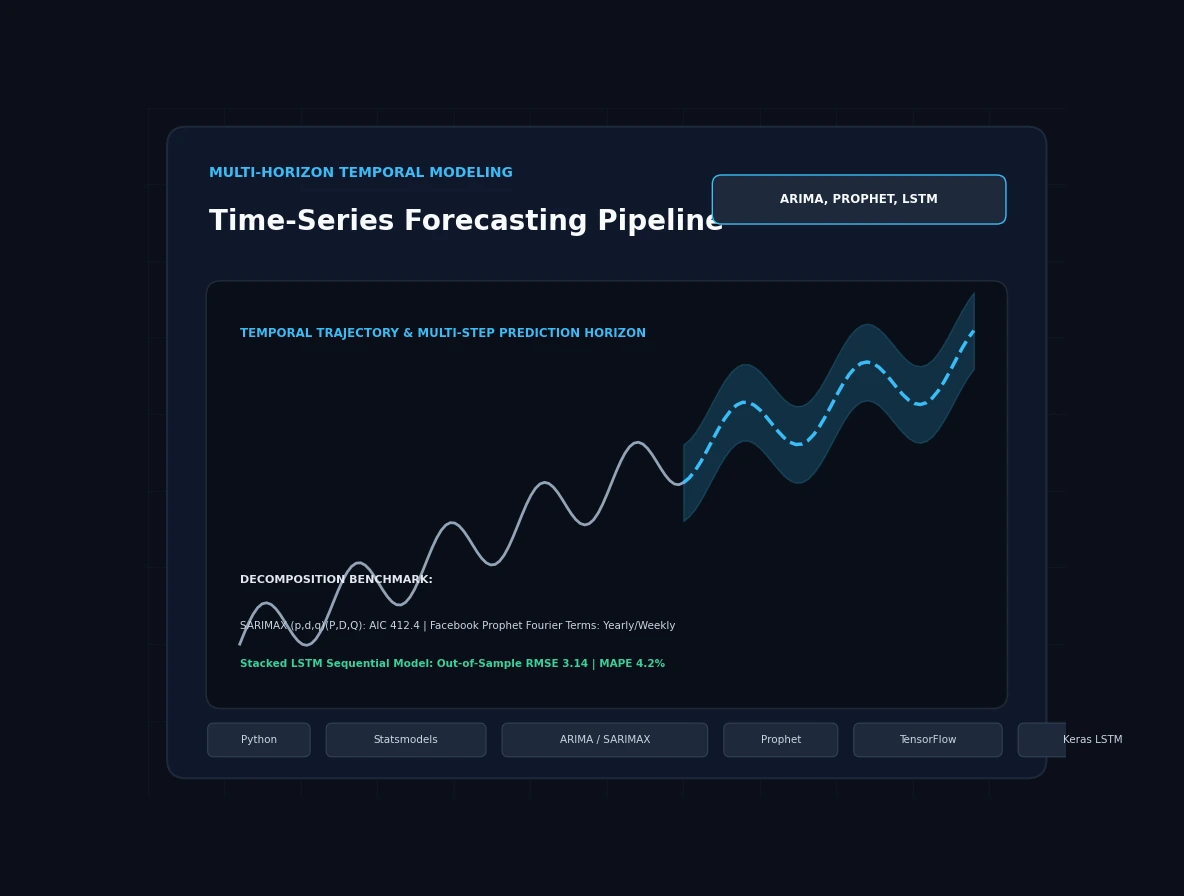 MULTI-HORIZON TEMPORAL MODELING
Time-Series Forecasting Pipeline
ARIMA, PROPHET, LSTM
TEMPORAL TRAJECTORY & MULTI-STEP PREDICTION HORIZON
DECOMPOSITION BENCHMARK:
SARIMAX (p,d,q)(P,D,Q): AIC 412.4 | Facebook Prophet Fourier Terms: Yearly/Weekly
Stacked LSTM Sequential Model: Out-of-Sample RMSE 3.14 | MAPE 4.2%
Python
Statsmodels
ARIMA / SARIMAX
Prophet
TensorFlow
Keras LSTM